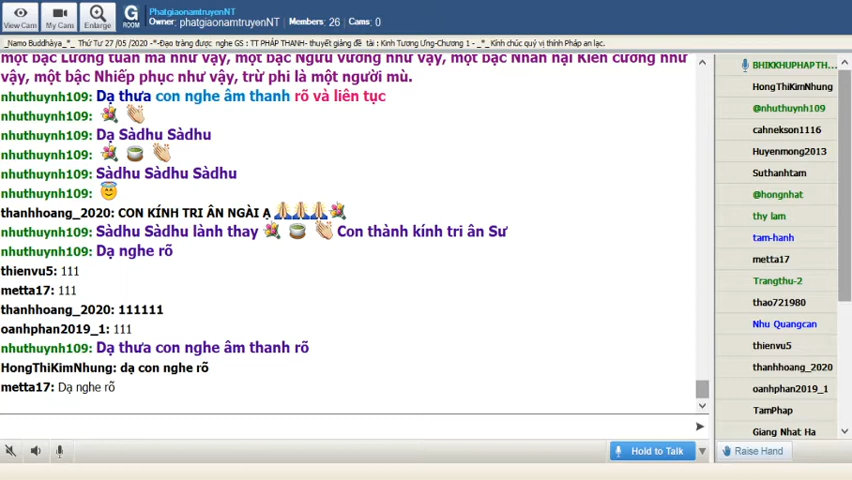 View Cam
My Cams
Enlarge
G
ROOM
PhatgiaonamtruyenNT
Owner: phatgiaonamtruyenNT Members: 26 Cams: 0
_Namo Buddhàya_*_ Thứ Tư 27 /05 /2020 -*-Đạo tràng được nghe GS : TT PHÁP THANH- thuyết giảng đề tài : Kinh Tương Ưng-Chương 1 - _*_ Kính chúc quý vị thính Pháp an lạc.
một bậc Lương tuấn mã như vậy, một bậc Ngưu vương như vậy, một bậc Nhẫn nại Kiên cường như
vậy, một bậc Nhiếp phục như vậy, trừ phi là một người mù.
nhuthuynh109: Dạ thưa con nghe âm thanh rõ và liên tục
nhuthuynh109:
nhuthuynh109: Dạ Sàdhu Sàdhu
nhuthuynh109:
nhuthuynh109: Sàdhu Sàdhu Sàdhu
nhuthuynh109:
thanhhoang_2020: CON KÍNH TRI ÂN NGÀI Ạ
nhuthuynh109: Sàdhu Sàdhu lành thay Con thành kính tri ân Sư
nhuthuynh109: Dạ nghe rõ
thienvu5: 111
metta17: 111
thanhhoang_2020: 111111
oanhphan2019_1: 111
nhuthuynh109: Dạ thưa con nghe âm thanh rõ
HongThiKimNhung: dạ con nghe rõ
metta17: Dạ nghe rõ
BHIKKHUPHAPTH...
HongThiKimNhung
@nhuthuynh109
cahnekson1116
Huyenmong2013
Suthanhtam
@hongnhat
thy lam
tam-hanh
metta17
Trangthu-2
thao721980
Nhu Quangcan
thienvu5
thanhhoang_2020
oanhphan2019_1
TamPhap
Giang Nhat Ha
Hold to Talk
Raise Hand